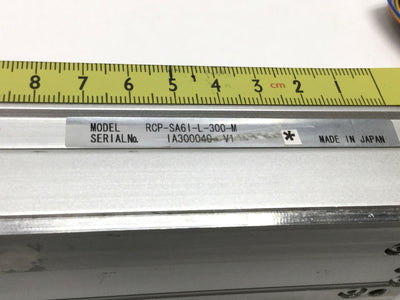 8 7 6 5 4 3 cm 2 1
MODEL RCP-SA6I-L-300-M
SERIAL No. IA300040 V1 * MADE IN JAPAN